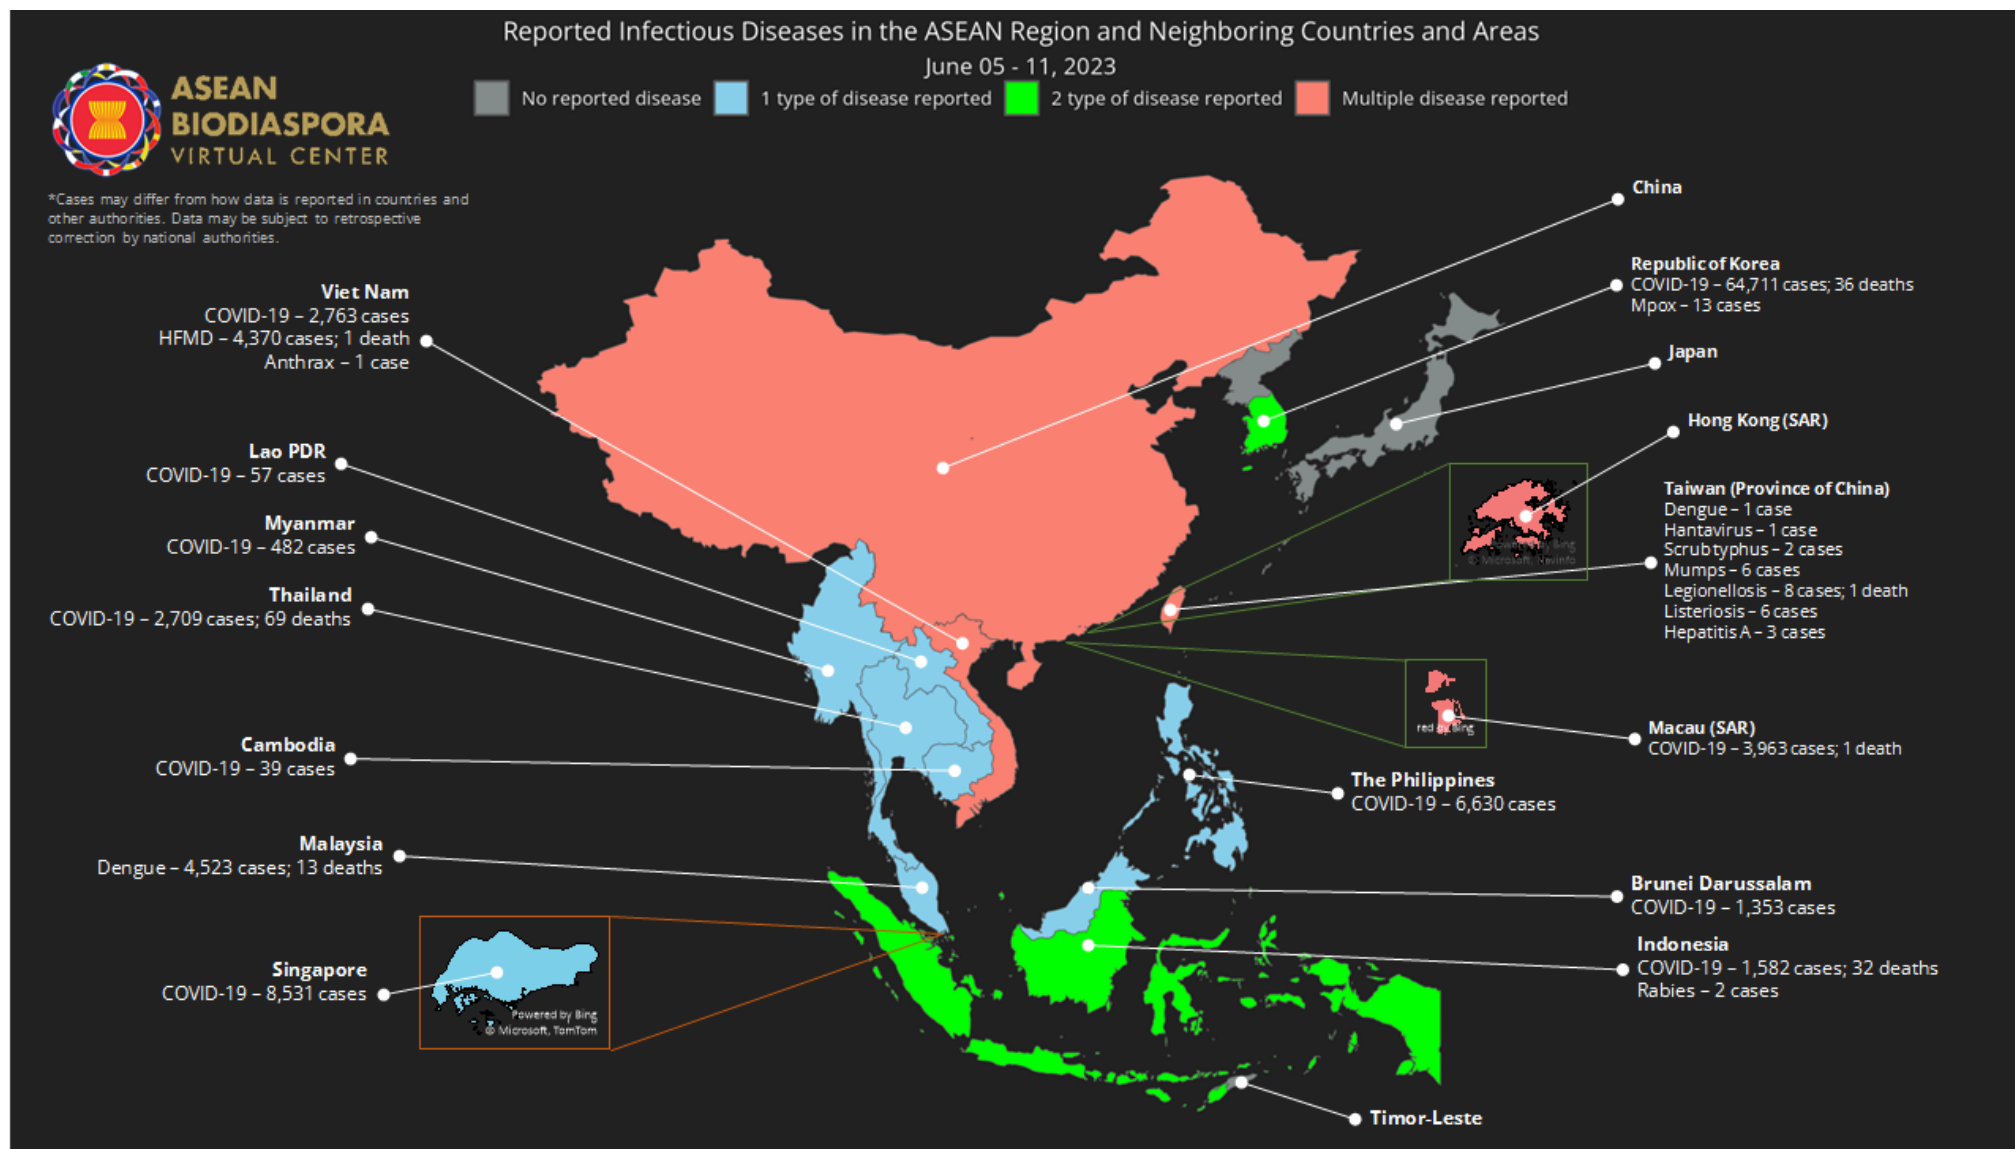 Reported Infectious Diseases in the ASEAN Region and Neighboring Countries and Areas
June 05 - 11, 2023
No reported disease
1 type of disease reported
2 type of disease reported
Multiple disease reported
ASEAN
BIODIASPORA
VIRTUAL CENTER
*Cases may differ from how data is reported in countries and
other authorities. Data may be subject to retrospective
correction by national authorities.
Viet Nam
COVID-19 – 2,763 cases
HFMD – 4,370 cases; 1 death
Anthrax – 1 case
Lao PDR
COVID-19 – 57 cases
Myanmar
COVID-19 – 482 cases
Thailand
COVID-19 – 2,709 cases; 69 deaths
Cambodia
COVID-19 – 39 cases
Malaysia
Dengue – 4,523 cases; 13 deaths
Singapore
COVID-19 – 8,531 cases
Powered by Bing
© Microsoft, TomTom
China
Republic of Korea
COVID-19 – 64,711 cases; 36 deaths
Mpox – 13 cases
Japan
Hong Kong (SAR)
Powered by Bing
© Microsoft, Navinfo
Taiwan (Province of China)
Dengue – 1 case
Hantavirus – 1 case
Scrub typhus – 2 cases
Mumps – 6 cases
Legionellosis – 8 cases; 1 death
Listeriosis – 6 cases
Hepatitis A – 3 cases
red by Bing
Macau (SAR)
COVID-19 – 3,963 cases; 1 death
The Philippines
COVID-19 – 6,630 cases
Brunei Darussalam
COVID-19 – 1,353 cases
Indonesia
COVID-19 – 1,582 cases; 32 deaths
Rabies – 2 cases
Timor-Leste